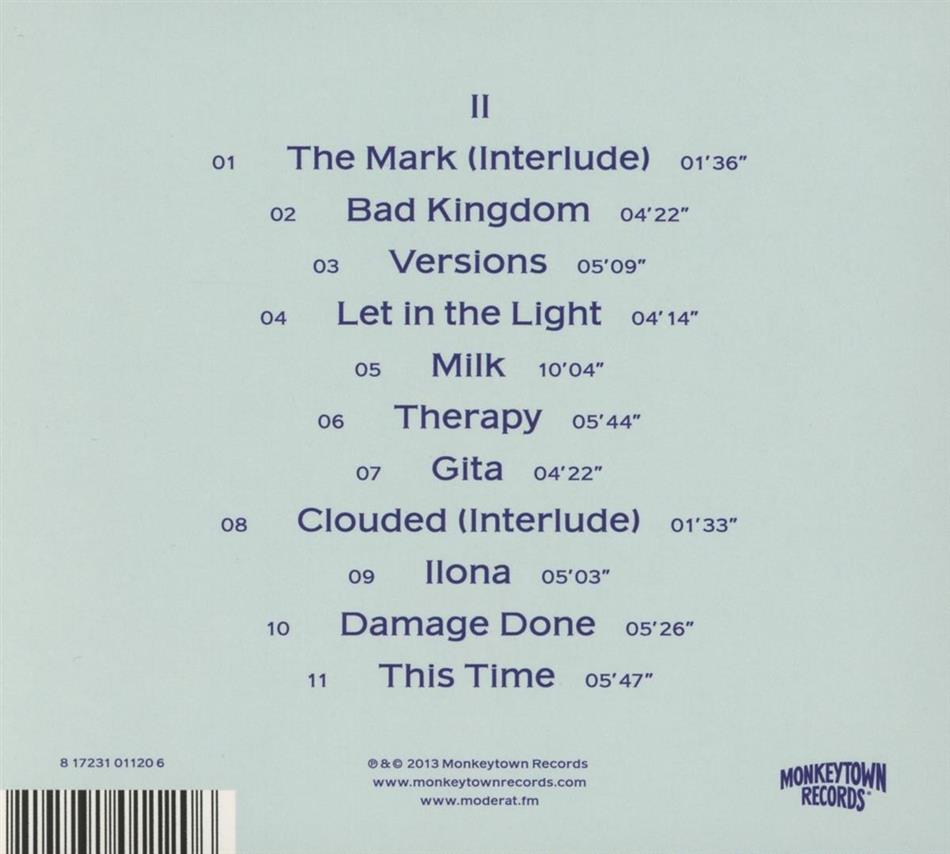 II
01 The Mark (Interlude) 01'36"
02 Bad Kingdom 04'22"
03 Versions 05'09"
04 Let in the Light 04'14"
05 Milk 10'04"
06 Therapy 05'44"
07 Gita 04'22"
08 Clouded (Interlude) 01'33"
09 Ilona 05'03"
10 Damage Done 05'26"
11 This Time 05'47"
8 17231 01120 6
℗ & © 2013 Monkeytown Records
www.monkeytownrecords.com
www.moderat.fm
MONKEYTOWN
RECORDS